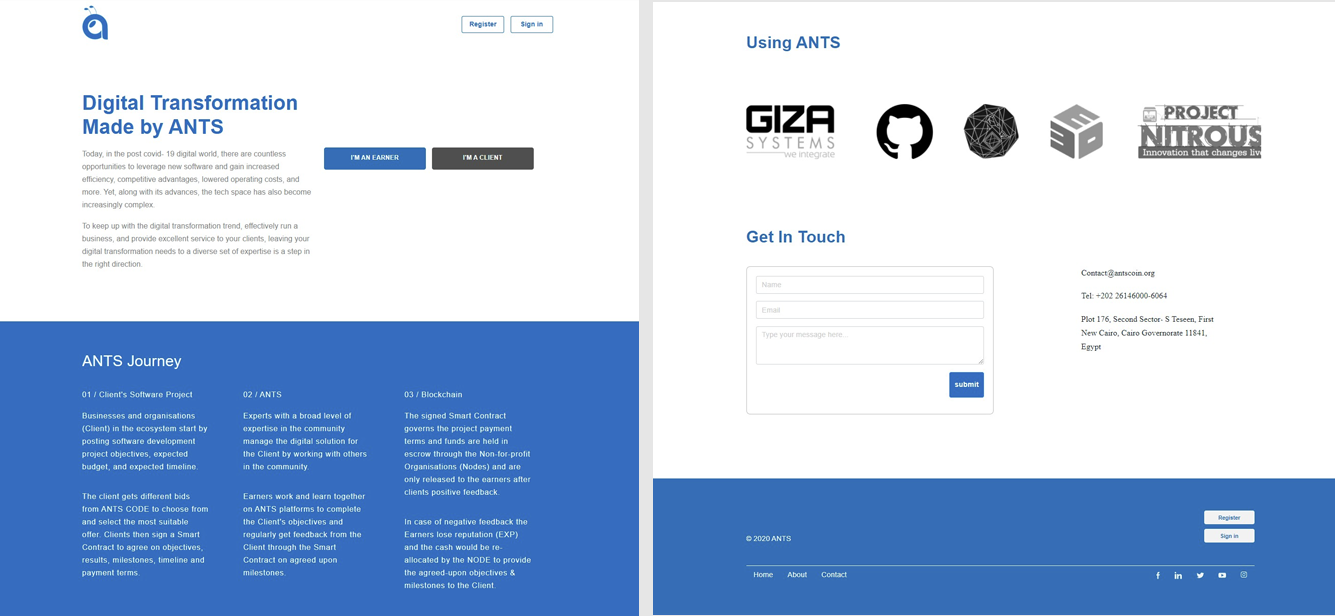 Register
Sign in
Digital Transformation
Made by ANTS
Today, in the post covid- 19 digital world, there are countless
opportunities to leverage new software and gain increased
efficiency, competitive advantages, lowered operating costs, and
more. Yet, along with its advances, the tech space has also become
increasingly complex.
To keep up with the digital transformation trend, effectively run a
business, and provide excellent service to your clients, leaving your
digital transformation needs to a diverse set of expertise is a step in
the right direction.
I'M AN EARNER
I'M A CLIENT
ANTS Journey
01 / Client's Software Project
Businesses and organisations
(Client) in the ecosystem start by
posting software development
project objectives, expected
budget, and expected timeline.
The client gets different bids
from ANTS CODE to choose from
and select the most suitable
offer. Clients then sign a Smart
Contract to agree on objectives,
results, milestones, timeline and
payment terms.
02 / ANTS
Experts with a broad level of
expertise in the community
manage the digital solution for
the Client by working with others
in the community.
Earners work and learn together
on ANTS platforms to complete
the Client's objectives and
regularly get feedback from the
Client through the Smart
Contract on agreed upon
milestones.
03 / Blockchain
The signed Smart Contract
governs the project payment
terms and funds are held in
escrow through the Non-for-profit
Organisations (Nodes) and are
only released to the earners after
clients positive feedback.
In case of negative feedback the
Earners lose reputation (EXP)
and the cash would be re-
allocated by the NODE to provide
the agreed-upon objectives &
milestones to the Client.
Using ANTS
GIZA
SYSTEMS
we integrate
PROJECT
NITROUS
Innovation that changes live
Get In Touch
Name
Email
Type your message here...
submit
Contact@antscoin.org
Tel: +202 26146000-6064
Plot 176, Second Sector- S Teseen, First
New Cairo, Cairo Governorate 11841,
Egypt
Register
Sign in
© 2020 ANTS
Home
About
Contact